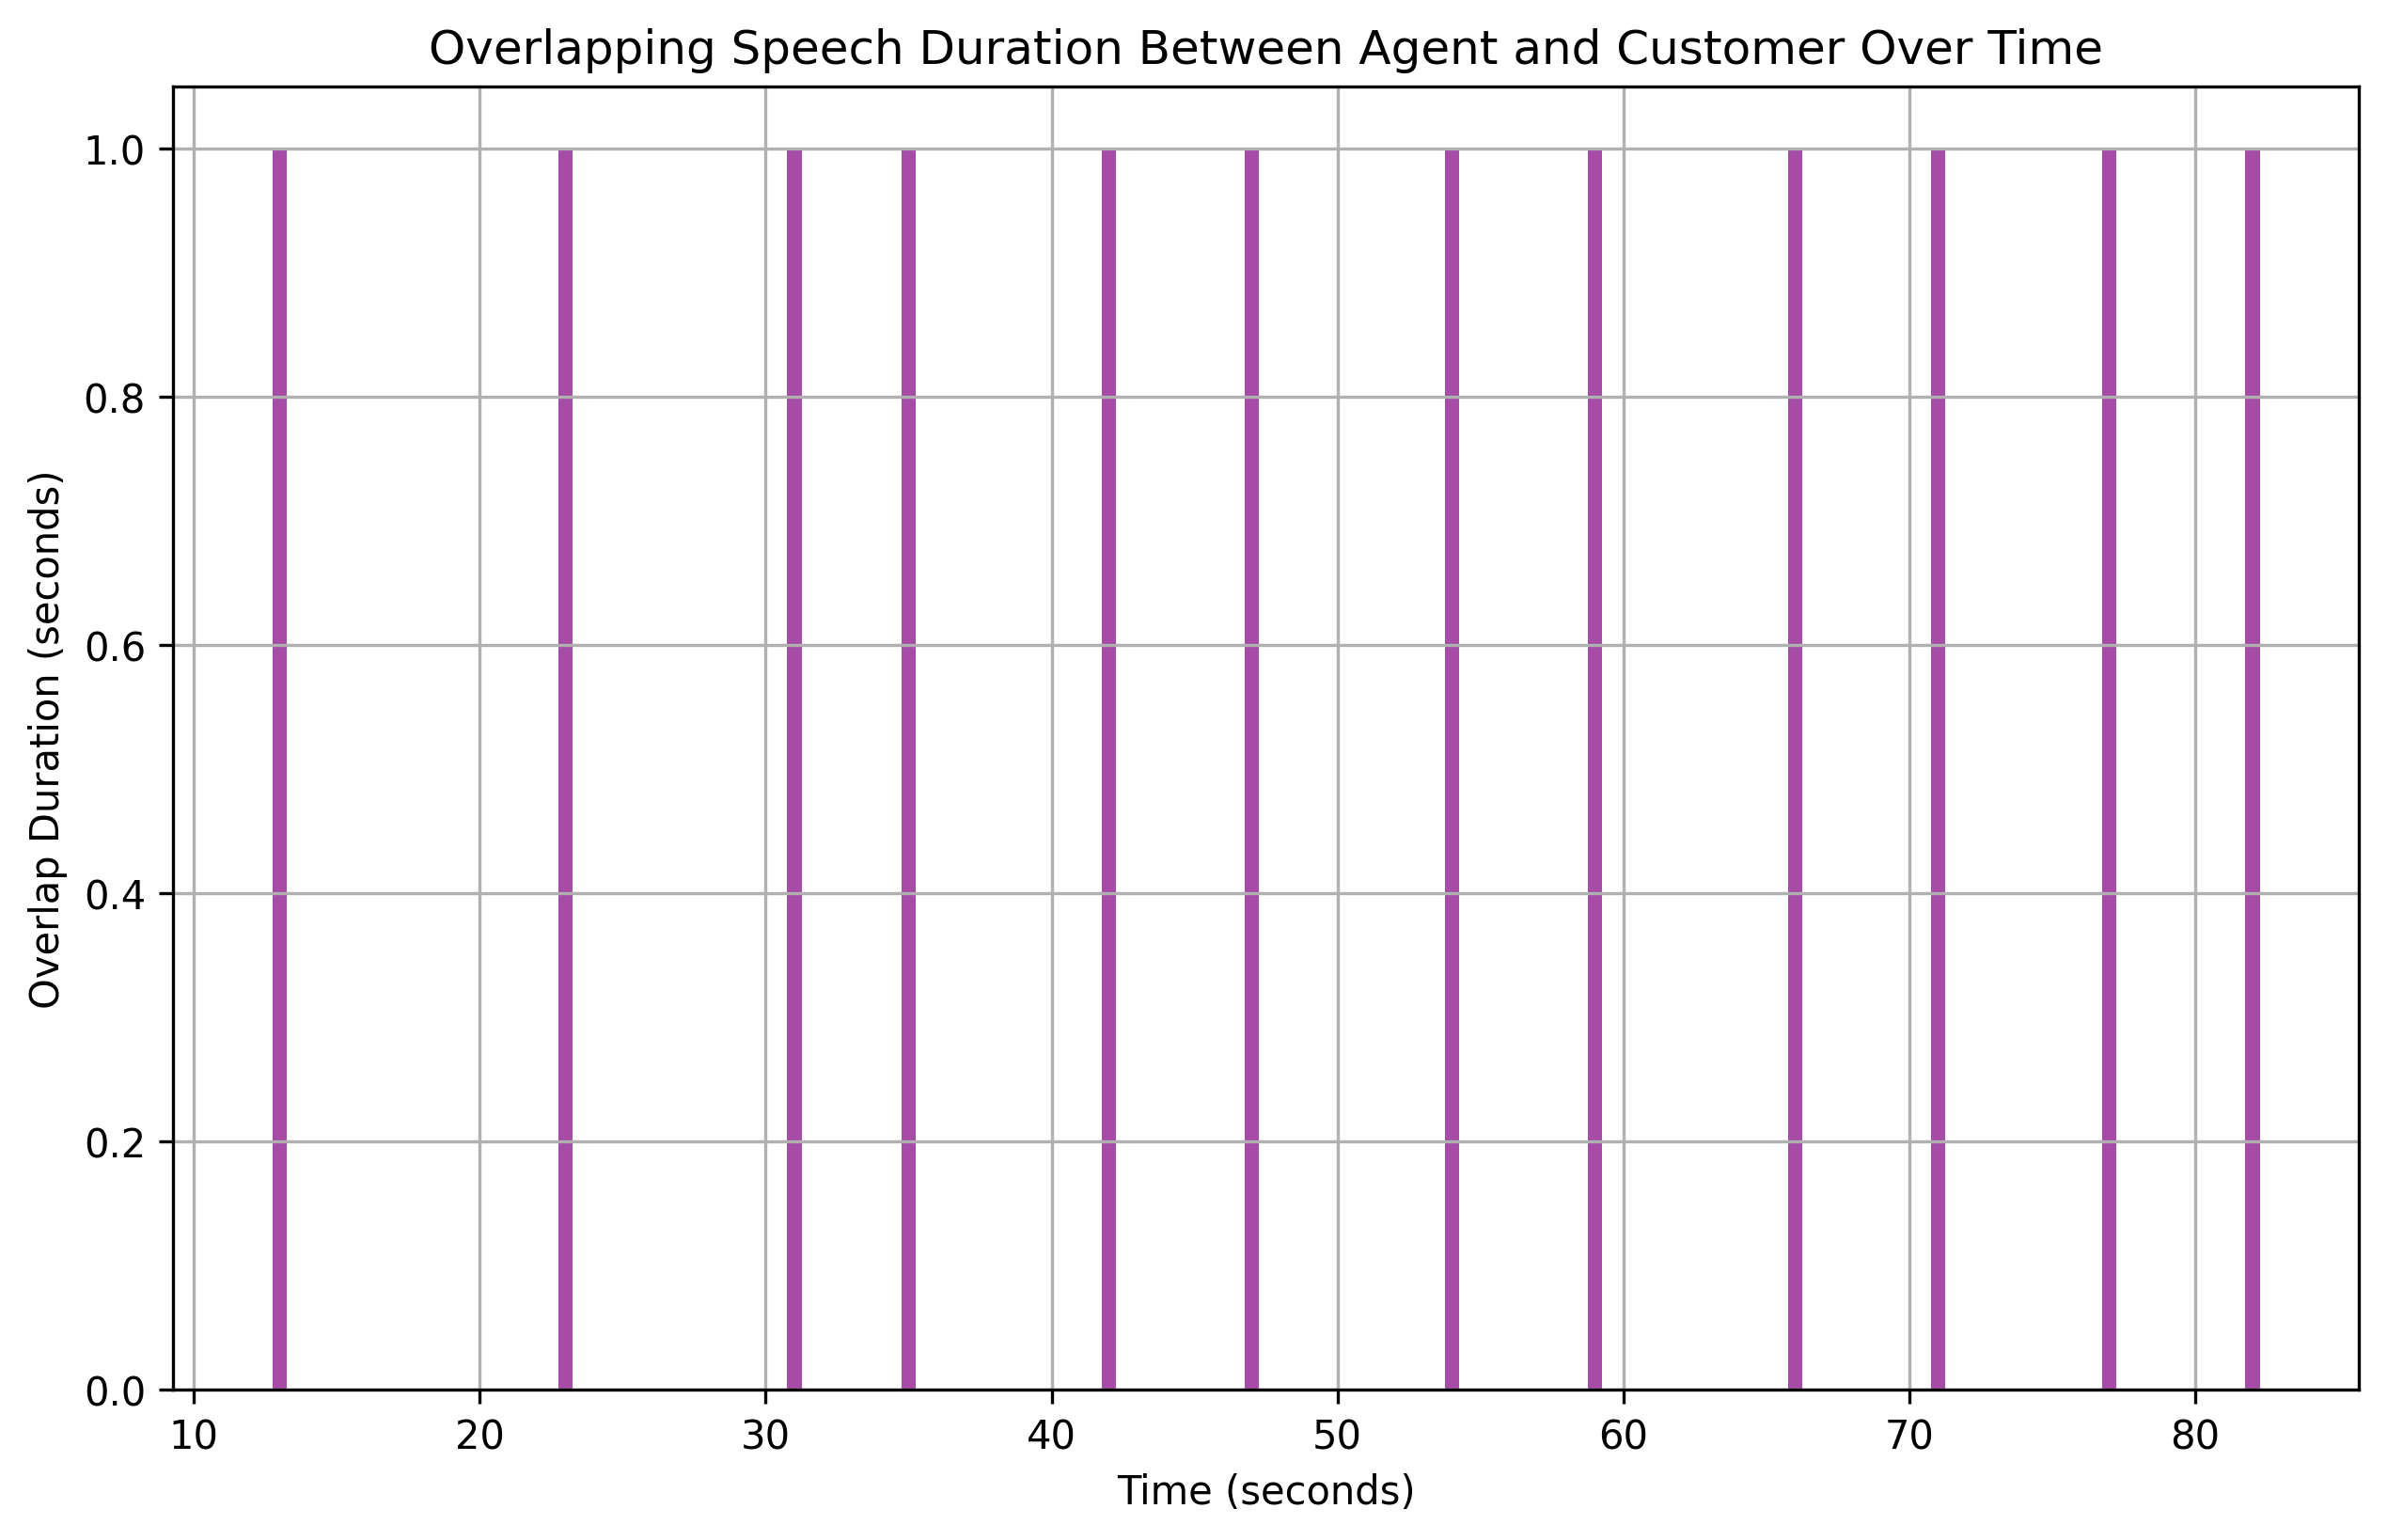 Overlapping Speech Duration Between Agent and Customer Over Time
1.0
0.8
0.6
0.4
0.2
0.0
Overlap Duration (seconds)
10 20 30 40 50 60 70 80
Time (seconds)